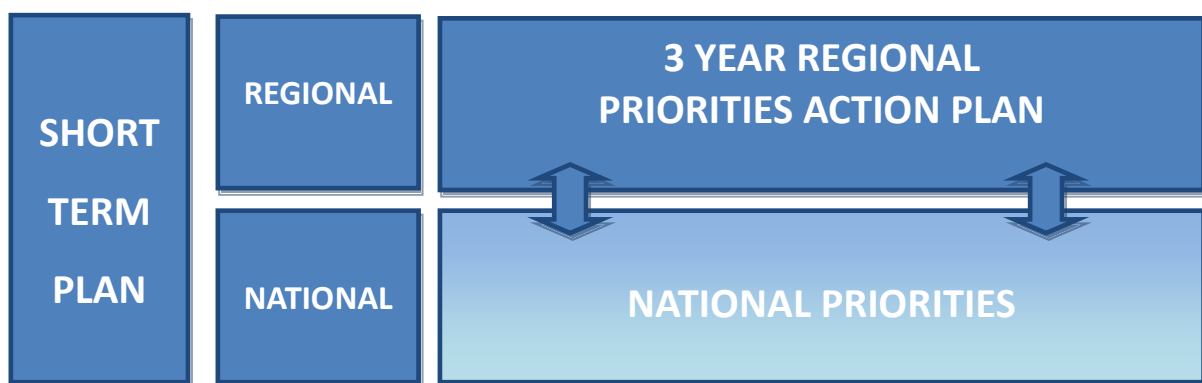 SHORT
TERM
PLAN
REGIONAL
3 YEAR REGIONAL
PRIORITIES ACTION PLAN
NATIONAL
NATIONAL PRIORITIES